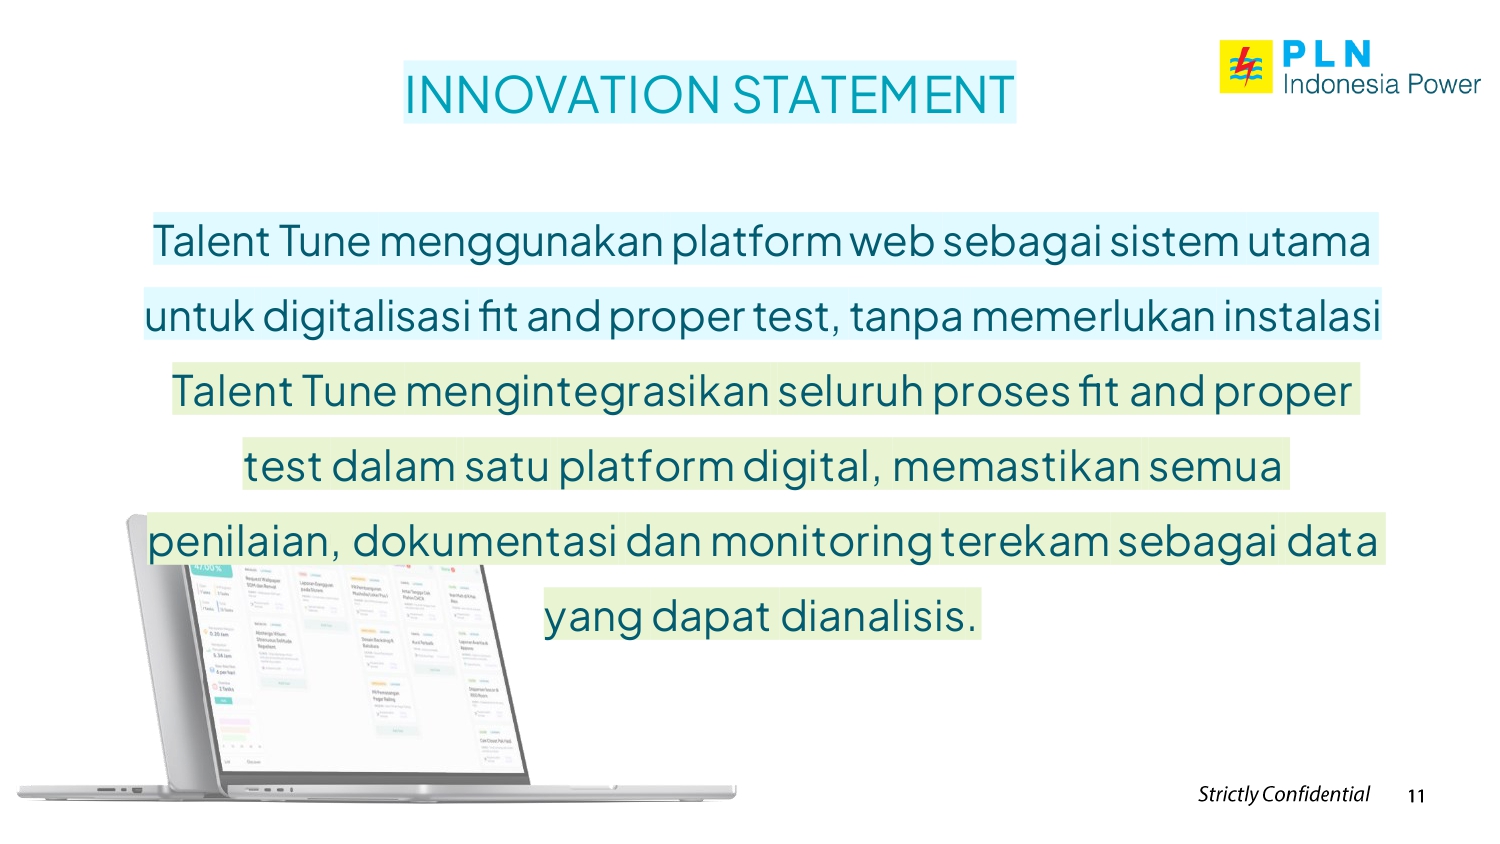 INNOVATION STATEMENT
PLN
Indonesia Power
Talent Tune menggunakan platform web sebagai sistem utama
untuk digitalisasi fit and proper test, tanpa memerlukan instalasi
Talent Tune mengintegrasikan seluruh proses fit and proper
test dalam satu platform digital, memastikan semua
penilaian, dokumentasi dan monitoring terekam sebagai data
yang dapat dianalisis.
Strictly Confidential
11